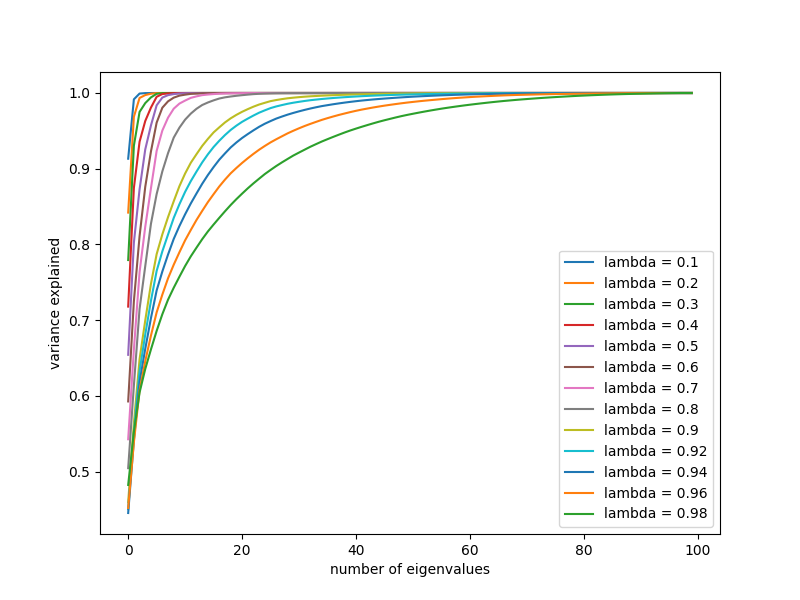 1.0
0.9
0.8
0.7
0.6
0.5
variance explained
lambda = 0.1
lambda = 0.2
lambda = 0.3
lambda = 0.4
lambda = 0.5
lambda = 0.6
lambda = 0.7
lambda = 0.8
lambda = 0.9
lambda = 0.92
lambda = 0.94
lambda = 0.96
lambda = 0.98
0 20 40 60 80 100
number of eigenvalues